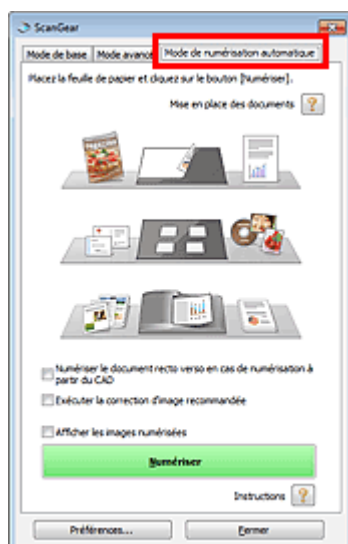 ScanGear
Mode de base Mode avancé Mode de numérisation automatique
Placez la feuille de papier et cliquez sur le bouton [Numériser].
Mise en place des documents
Numériser le document recto verso en cas de numérisation à
partir du CAD
Exécuter la correction d'image recommandée
Afficher les images numérisées
Numériser
Instructions
Préférences... Fermer